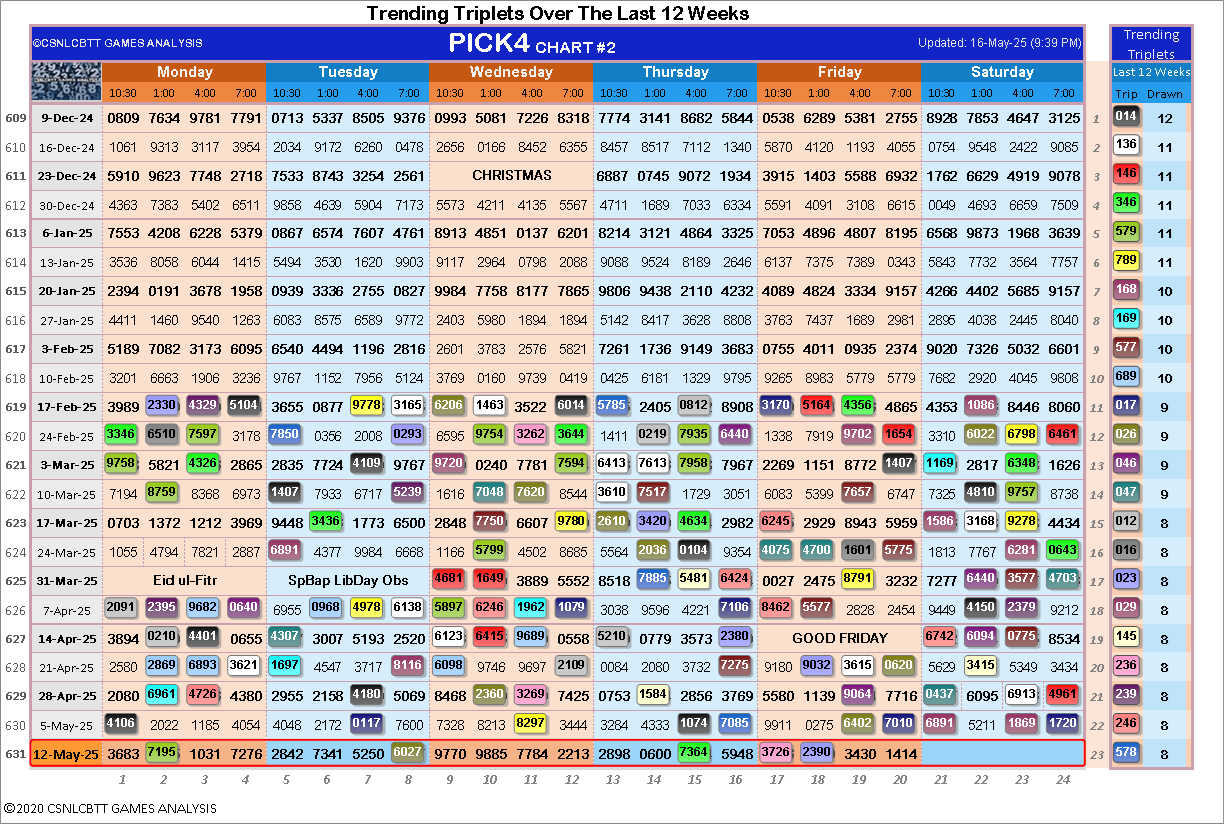 Trending Triplets Over The Last 12 Weeks
©CSNLCBTT GAMES ANALYSIS PICK4 CHART #2 Updated: 16-May-25 (9:39 PM) Trending Triplets
Monday Tuesday Wednesday Thursday Friday Saturday Last 12 Weeks
10:30 1:00 4:00 7:00 10:30 1:00 4:00 7:00 10:30 1:00 4:00 7:00 10:30 1:00 4:00 7:00 10:30 1:00 4:00 7:00 10:30 1:00 4:00 7:00 Trip Drawn
609 9-Dec-24 0809 7634 9781 7791 0713 5337 8505 9376 0993 5081 7226 8318 7774 3141 8682 5844 0538 6289 5381 2755 8928 7853 4647 3125 1 014 12
610 16-Dec-24 1061 9313 3117 3954 2034 9172 6260 0478 2656 0166 8452 6355 8457 8517 7112 1340 5870 4120 1193 4055 0754 9548 2422 9085 2 136 11
611 23-Dec-24 5910 9623 7748 2718 7533 8743 3254 2561 CHRISTMAS 6887 0745 9072 1934 3915 1403 5588 6932 1762 6629 4919 9078 3 146 11
612 30-Dec-24 4363 7383 5402 6511 9858 4639 5904 7173 5573 4211 4135 5567 4711 1689 7033 6334 5591 4091 3108 6615 0049 4693 6659 7509 4 346 11
613 6-Jan-25 7553 4208 6228 5379 0867 6574 7607 4761 8913 4851 0137 6201 8214 3121 4864 3325 7053 4896 4807 8195 6568 9873 1968 3639 5 579 11
614 13-Jan-25 3536 8058 6044 1415 5494 3530 1620 9903 9117 2964 0798 2088 9088 9524 8189 2646 6137 7375 7389 0343 5843 7732 3564 7757 6 789 11
615 20-Jan-25 2394 0191 3678 1958 0939 3336 2755 0827 9984 7758 8177 7865 9806 9438 2110 4232 4089 4824 3334 9157 4266 4402 5685 9157 7 168 10
616 27-Jan-25 4411 1460 9540 1263 6083 8575 6589 9772 2403 5980 1894 1894 5142 8417 3628 8808 3763 7437 1689 2981 2895 4038 2445 8040 8 169 10
617 3-Feb-25 5189 7082 3173 6095 6540 4494 1196 2816 2601 3783 2576 5821 7261 1736 9149 3683 0755 4011 0935 2374 9020 7326 5032 6601 9 577 10
618 10-Feb-25 3201 6663 1906 3236 9767 1152 7956 5124 3769 0160 9739 0419 0425 6181 1329 9795 9265 8983 5779 5779 7682 2920 4045 9808 10 689 10
619 17-Feb-25 3989 2330 4329 5104 3655 0877 9778 3165 6206 1463 3522 6014 5785 2405 0812 8908 3170 5164 4356 4865 4353 1086 8446 8060 11 017 9
620 24-Feb-25 3346 6510 7597 3178 7850 0356 2008 0293 6595 9754 3262 3644 1411 0219 7935 6440 1338 7919 9702 1654 3310 6022 6798 6461 12 026 9
621 3-Mar-25 9758 5821 4326 2865 2835 7724 4109 9767 9720 0240 7781 7594 6413 7613 7958 7967 2269 1151 8772 1407 1169 2817 6348 1626 13 046 9
622 10-Mar-25 7194 8759 8368 6973 1407 7933 6717 5239 1616 7048 7620 8544 3610 7517 1729 3051 6083 5399 7657 6747 7325 4810 9757 8738 14 047 9
623 17-Mar-25 0703 1372 1212 3969 9448 3436 1773 6500 2848 7750 6607 9780 2610 3420 4634 2982 6245 2929 8943 5959 1586 3168 9278 4434 15 012 8
624 24-Mar-25 1055 4794 7821 2887 6891 4377 9984 6668 1166 5799 4502 8685 5564 2036 0104 9354 4075 4700 1601 5775 1813 7767 6281 0643 16 016 8
625 31-Mar-25 Eid ul-Fitr SpBap LibDay Obs 4681 1649 3889 5552 8518 7885 5481 6424 0027 2475 8791 3232 7277 6440 3577 4703 17 023 8
626 7-Apr-25 2091 2395 9682 0640 6955 0968 4978 6138 5897 6246 1962 1079 3038 9596 4221 7106 8462 5577 2828 2454 9449 4150 2379 9212 18 029 8
627 14-Apr-25 3894 0210 4401 0655 4307 3007 5193 2520 6123 6415 9689 0558 5210 0779 3573 2380 GOOD FRIDAY 6742 6094 0775 8534 19 145 8
628 21-Apr-25 2580 2869 6893 3621 1697 4547 3717 8116 6098 9746 9697 2109 0084 2080 3732 7275 9180 9032 3615 0620 5629 3415 5349 3434 20 236 8
629 28-Apr-25 2080 6961 4726 4380 2955 2158 4180 5069 8468 2360 3269 7425 0753 1584 2856 3769 5580 1139 9064 7716 0437 6095 6913 4961 21 239 8
630 5-May-25 4106 2022 1185 4054 4048 2172 0117 7600 7328 8213 8297 3444 3284 4333 1074 7085 9911 0275 6402 7010 6891 5211 1869 1720 22 246 8
631 12-May-25 3683 7195 1031 7276 2842 7341 5250 6027 9770 9885 7784 2213 2898 0600 7364 5948 3726 2390 3430 1414 23 578 8
1 2 3 4 5 6 7 8 9 10 11 12 13 14 15 16 17 18 19 20 21 22 23 24
©2020 CSNLCBTT GAMES ANALYSIS